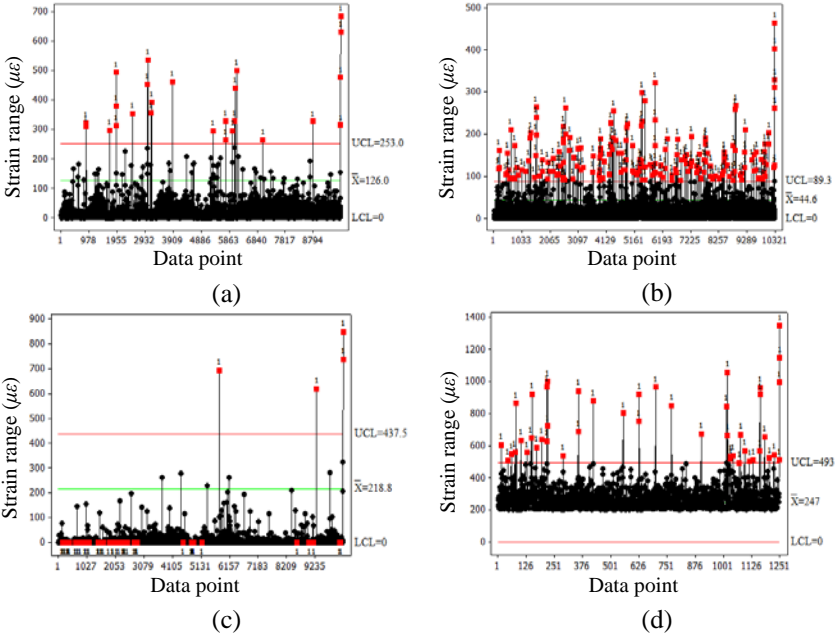 (a)
Strain range (με)
700
600
500
400
300
200
100
0
UCL=253.0
X̅=126.0
LCL=0
1 978 1955 2932 3909 4886 5863 6840 7817 8794
Data point
(b)
Strain range (με)
500
400
300
200
100
0
UCL=89.3
X̅=44.6
LCL=0
1 1033 2065 3097 4129 5161 6193 7225 8257 9289 10321
Data point
(c)
Strain range (με)
900
800
700
600
500
400
300
200
100
0
UCL=437.5
X̅=218.8
LCL=0
1 1027 2053 3079 4105 5131 6157 7183 8209 9235
Data point
(d)
Strain range (με)
1400
1200
1000
800
600
400
200
0
UCL=493
X̅=247
LCL=0
1 126 251 376 501 626 751 876 1001 1126 1251
Data point